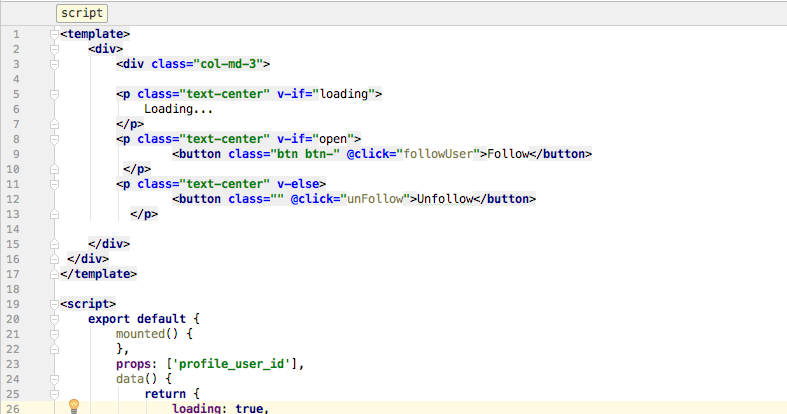 script
1 <template>
2 <div>
3 <div class="col-md-3">
4
5 <p class="text-center" v-if="loading">
6 Loading...
7 </p>
8 <p class="text-center" v-if="open">
9 <button class="btn btn-" @click="followUser">Follow</button>
10 </p>
11 <p class="text-center" v-else>
12 <button class="" @click="unFollow">Unfollow</button>
13 </p>
14
15 </div>
16 </div>
17 </template>
18
19 <script>
20 export default {
21 mounted() {
22 },
23 props: ['profile_user_id'],
24 data() {
25 return {
26 loading: true,